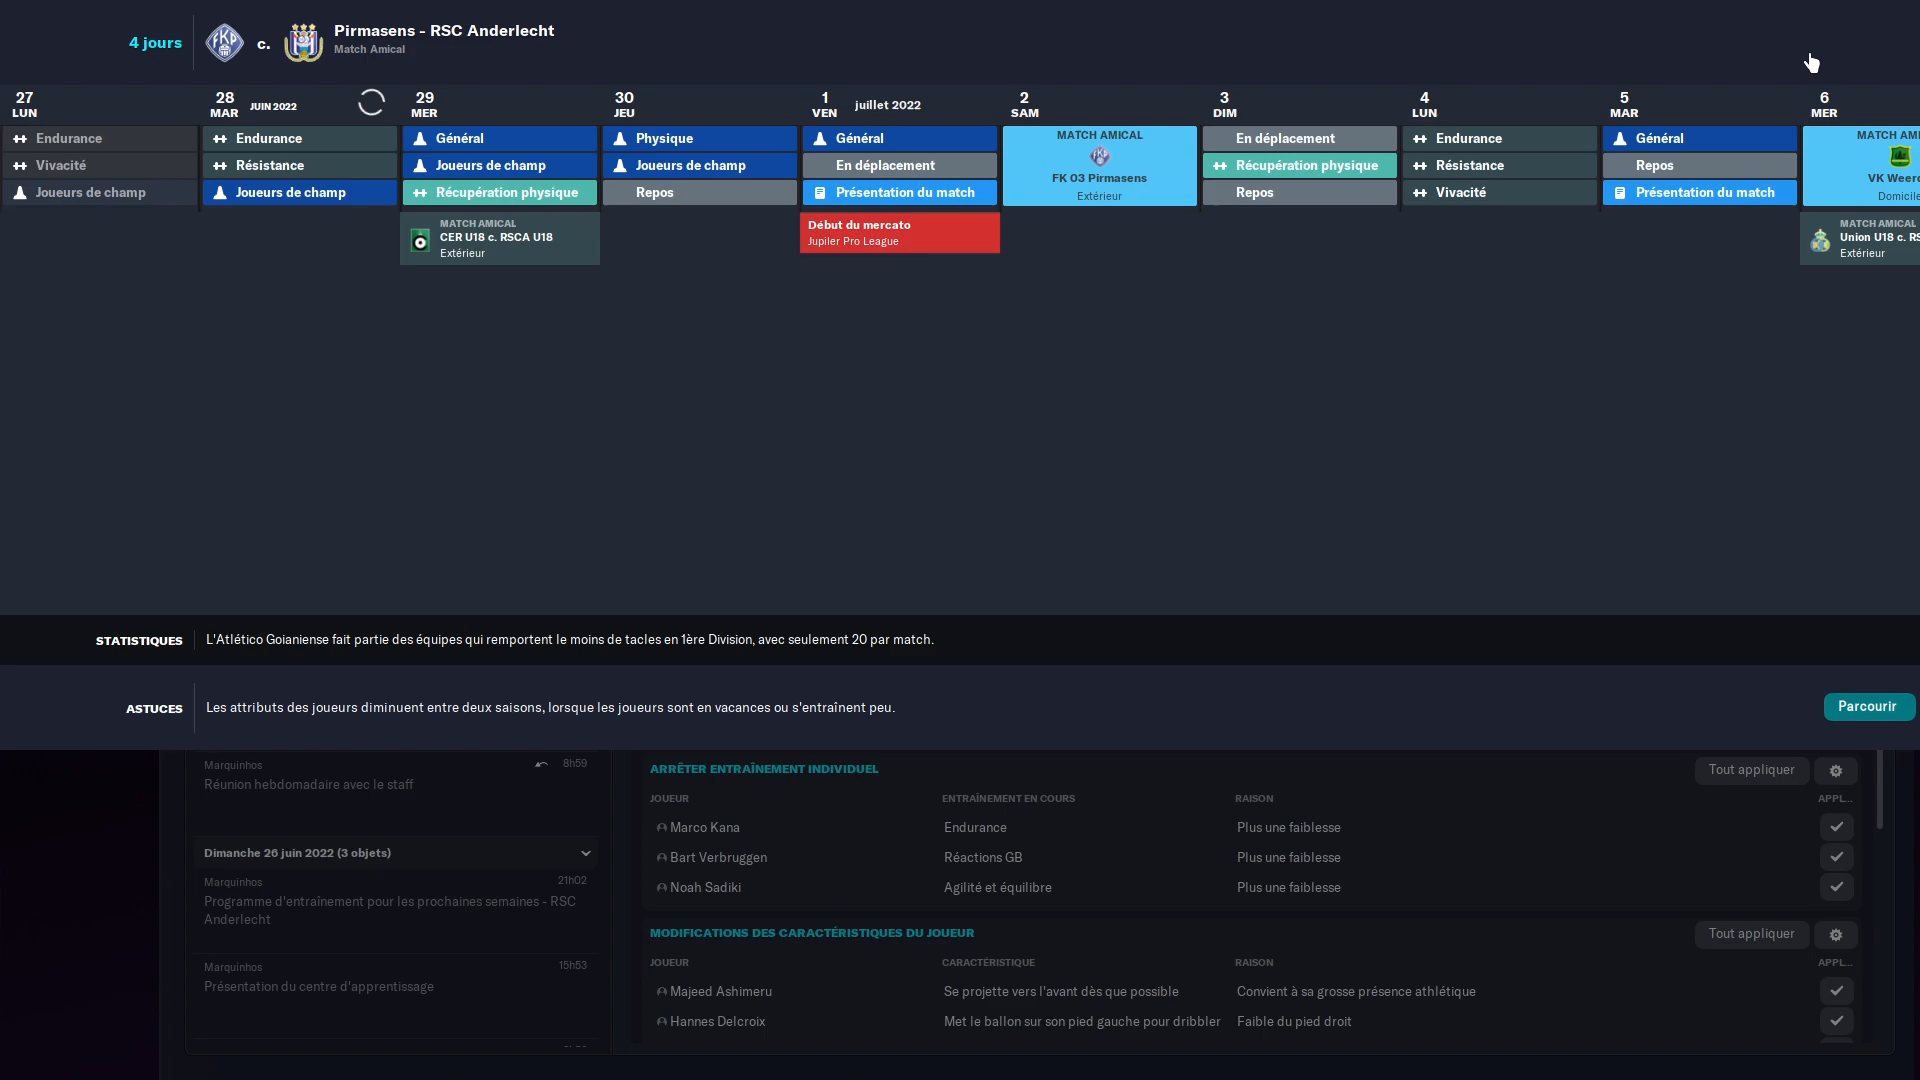 4 jours
c.
Pirmasens - RSC Anderlecht
Match Amical
27
LUN
28
MAR
JUIN 2022
29
MER
30
JEU
1
VEN
juillet 2022
2
SAM
3
DIM
4
LUN
5
MAR
6
MER
Endurance
Vivacité
Joueurs de champ
Endurance
Résistance
Joueurs de champ
Général
Joueurs de champ
Récupération physique
MATCH AMICAL
CER U18 c. RSCA U18
Extérieur
Physique
Joueurs de champ
Repos
Général
En déplacement
Présentation du match
Début du mercato
Jupiler Pro League
MATCH AMICAL
FK 03 Pirmasens
Extérieur
En déplacement
Récupération physique
Repos
Endurance
Résistance
Vivacité
Général
Repos
Présentation du match
MATCH AMI
VK Weerd
Domicile
MATCH AMICAL
Union U18 c. RS
Extérieur
STATISTIQUES
L'Atlético Goianiense fait partie des équipes qui remportent le moins de tacles en 1ère Division, avec seulement 20 par match.
ASTUCES
Les attributs des joueurs diminuent entre deux saisons, lorsque les joueurs sont en vacances ou s'entraînent peu.
Parcourir
Marquinhos
8h59
Réunion hebdomadaire avec le staff
Dimanche 26 juin 2022 (3 objets)
Marquinhos
21h02
Programme d'entraînement pour les prochaines semaines - RSC
Anderlecht
Marquinhos
15h53
Présentation du centre d'apprentissage
ARRÊTER ENTRAÎNEMENT INDIVIDUEL
Tout appliquer
JOUEUR
ENTRAÎNEMENT EN COURS
RAISON
APPL...
Marco Kana
Endurance
Plus une faiblesse
Bart Verbruggen
Réactions GB
Plus une faiblesse
Noah Sadiki
Agilité et équilibre
Plus une faiblesse
MODIFICATIONS DES CARACTÉRISTIQUES DU JOUEUR
Tout appliquer
JOUEUR
CARACTÉRISTIQUE
RAISON
APPL...
Majeed Ashimeru
Se projette vers l'avant dès que possible
Convient à sa grosse présence athlétique
Hannes Delcroix
Met le ballon sur son pied gauche pour dribbler
Faible du pied droit